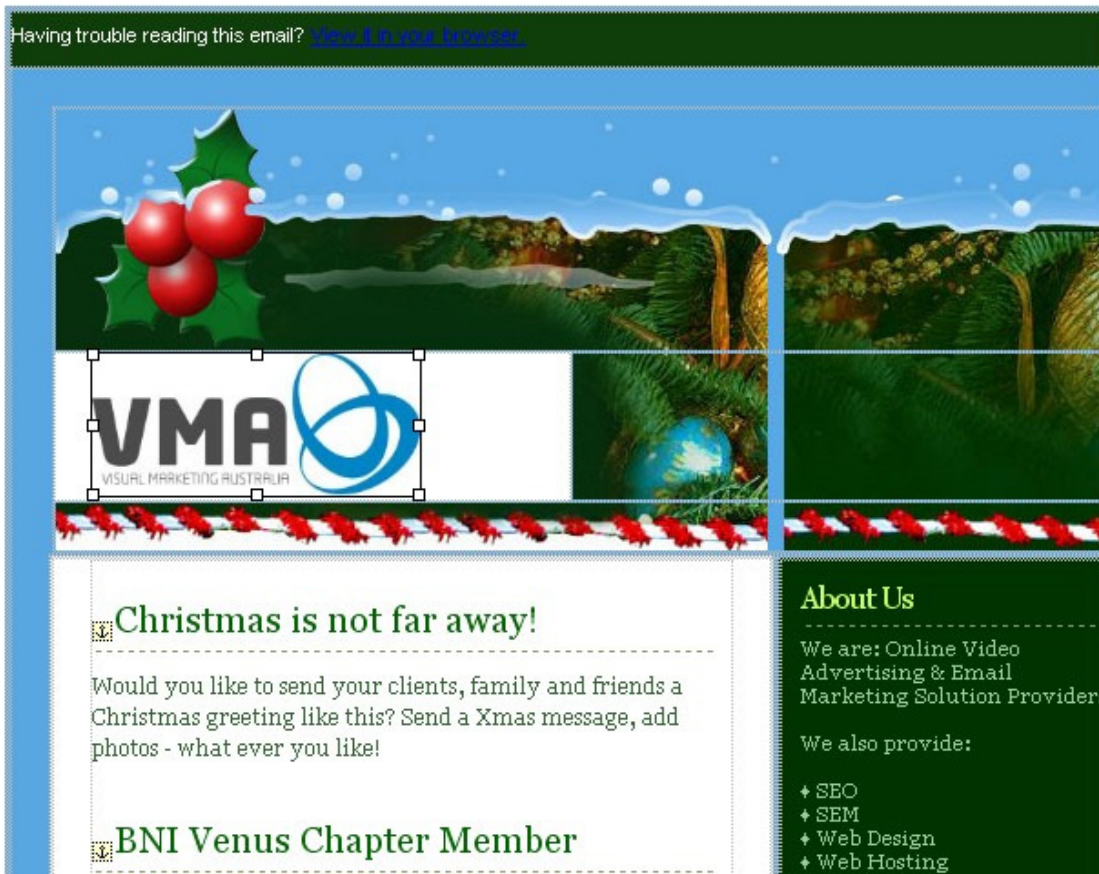 Having trouble reading this email? View it in your browser.
VMA
VISUAL MARKETING AUSTRALIA
Christmas is not far away!
Would you like to send your clients, family and friends a
Christmas greeting like this? Send a Xmas message, add
photos - what ever you like!
BNI Venus Chapter Member
About Us
We are: Online Video
Advertising & Email
Marketing Solution Provider
We also provide:
♦ SEO
♦ SEM
♦ Web Design
♦ Web Hosting